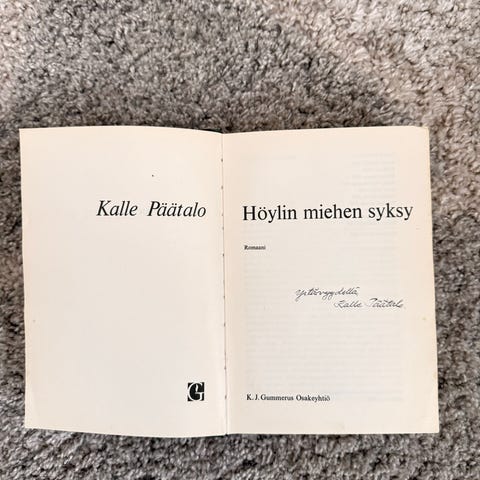 Kalle Päätalo
G
Höylin miehen syksy
Romaani
ystävyydellä,
Kalle Päätalo
K. J. Gummerus Osakeyhtiö